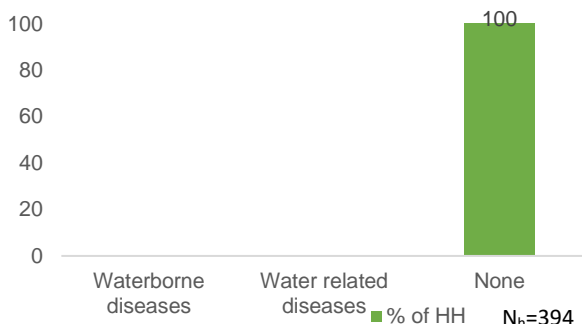 100
100
80
60
40
20
0
Waterborne diseases
Water related diseases
None
% of HH
Nh=394